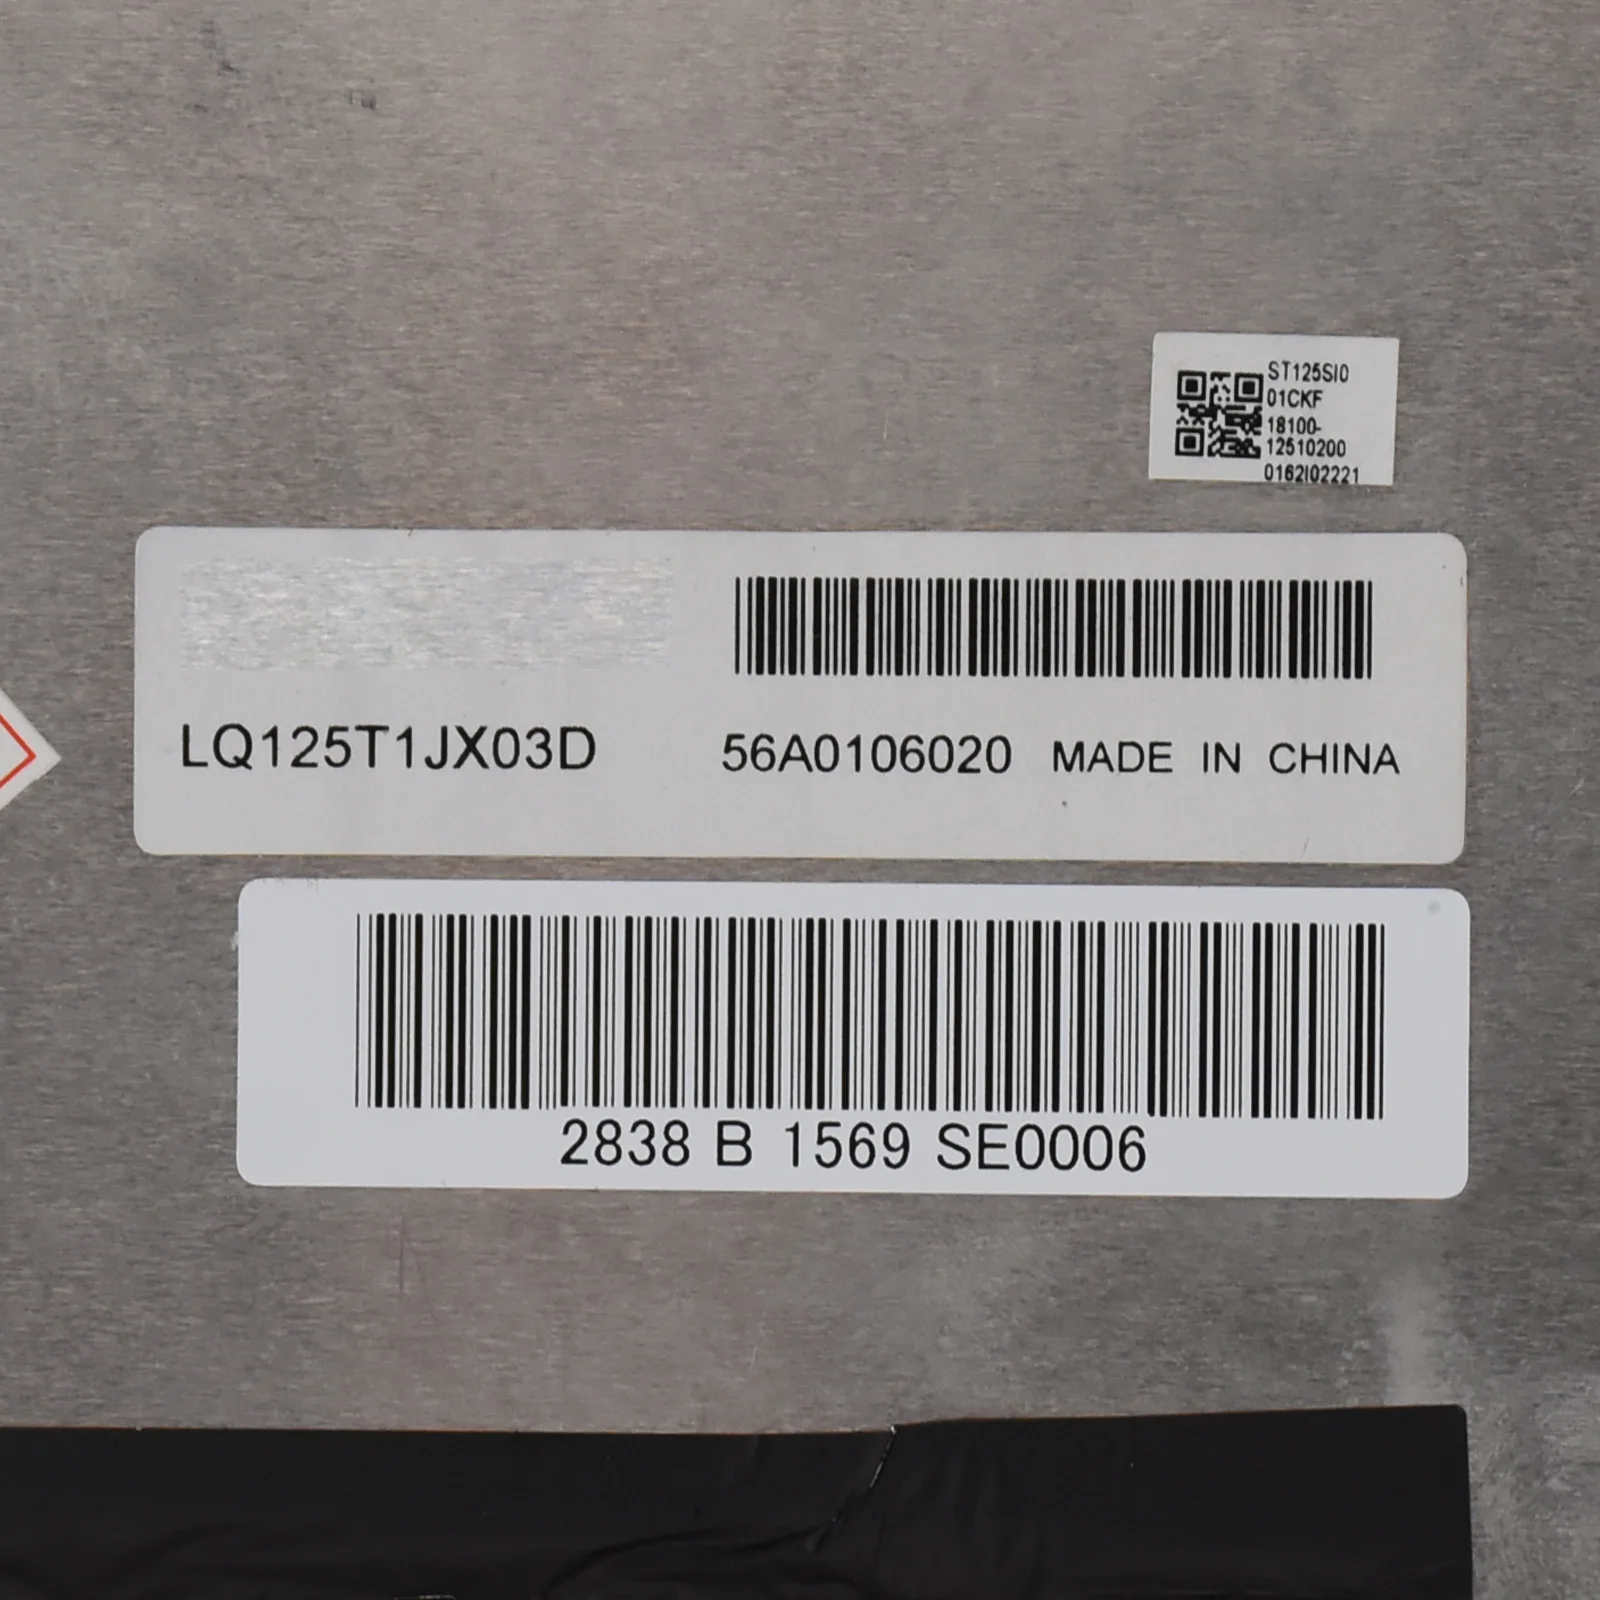 ST125SI0
01CKF
18100-
12510200
0162I02221
LQ125T1JX03D 56A0106020 MADE IN CHINA
2838 B 1569 SE0006